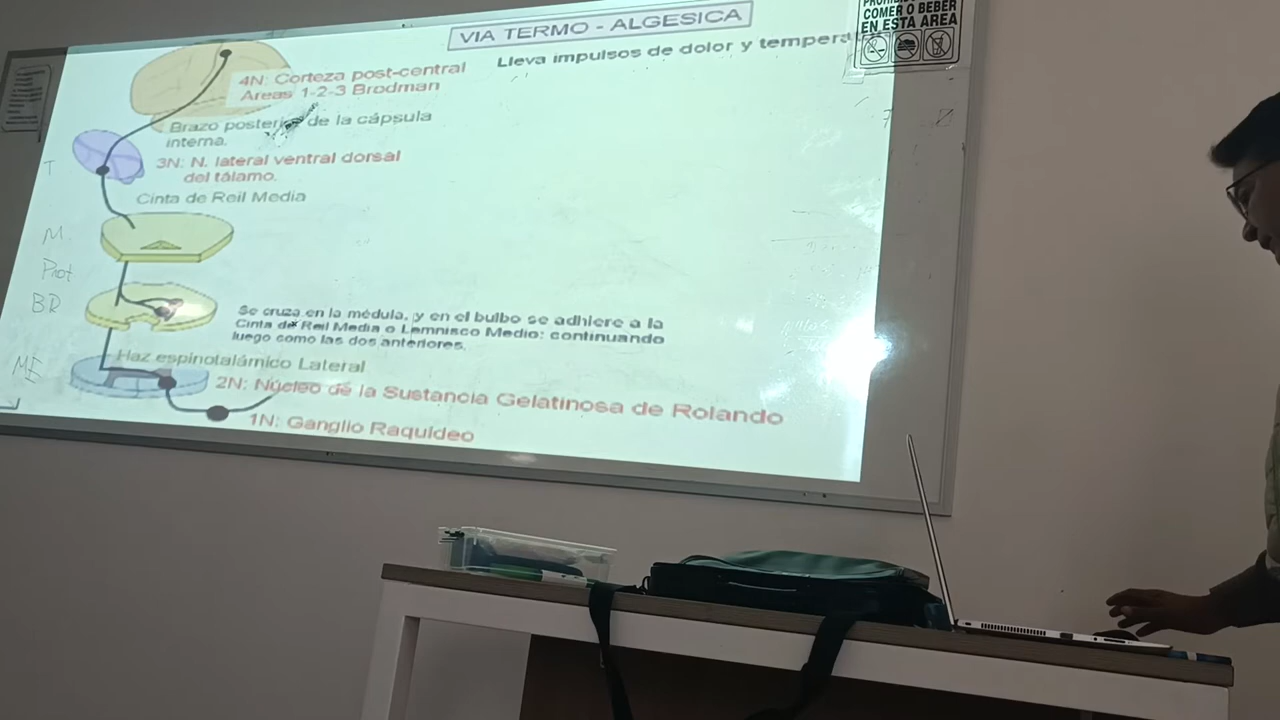 VIA TERMO - ALGESICA
Lleva impulsos de dolor y tempera
COMER O BEBER
EN ESTA AREA
4N: Corteza post-central
Areas 1-2-3 Brodman
Brazo posterior de la cápsula
interna.
3N: N. lateral ventral dorsal
del tálamo.
Cinta de Reil Media
T
M
Prot
BR
Se cruza en la médula, y en el bulbo se adhiere a la
Cinta de Reil Media o Lemnisco Medio; continuando
luego como las dos anteriores.
ME
Haz espinotalámico Lateral
2N: Núcleo de la Sustancia Gelatinosa de Rolando
1N: Ganglio Raquideo